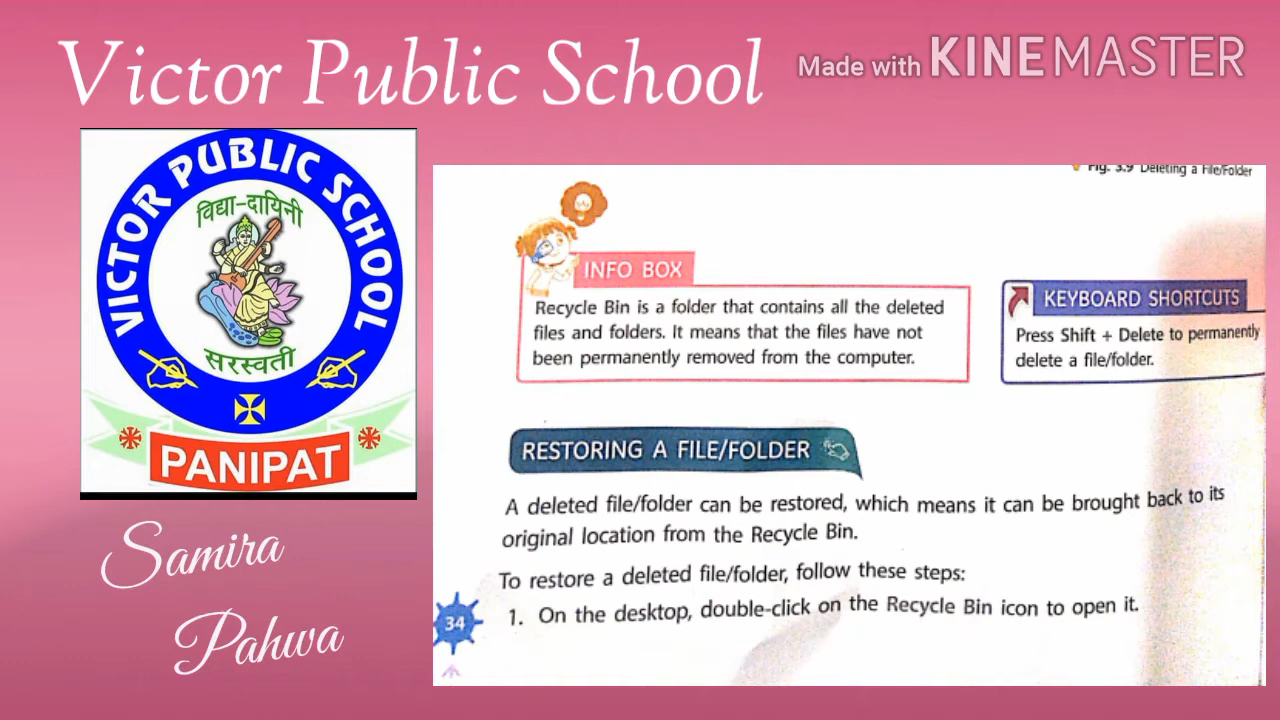 Victor Public School
Made with KINEMASTER
VICTOR PUBLIC SCHOOL
विद्या-दायिनी
सरस्वती
PANIPAT
Samira
Pahwa
Fig. 3.9 Deleting a File/Folder
INFO BOX
Recycle Bin is a folder that contains all the deleted
files and folders. It means that the files have not
been permanently removed from the computer.
KEYBOARD SHORTCUTS
Press Shift + Delete to permanently
delete a file/folder.
RESTORING A FILE/FOLDER
A deleted file/folder can be restored, which means it can be brought back to its
original location from the Recycle Bin.
To restore a deleted file/folder, follow these steps:
1. On the desktop, double-click on the Recycle Bin icon to open it.
34